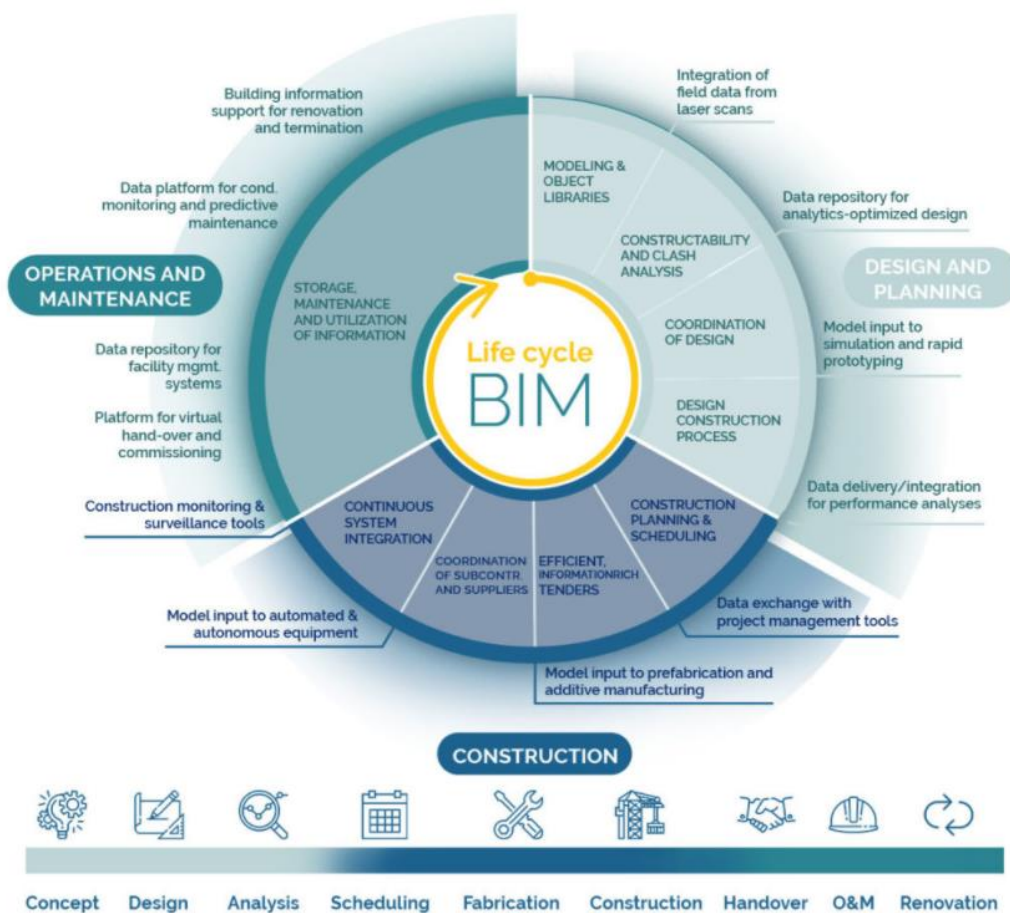 Building information
support for renovation
and termination
Data platform for cond.
monitoring and predictive
maintenance
OPERATIONS AND
MAINTENANCE
Data repository for
facility mgmt.
systems
Platform for virtual
hand-over and
commissioning
STORAGE,
MAINTENANCE
AND UTILIZATION
OF INFORMATION
Life cycle
BIM
MODELING &
OBJECT
LIBRARIES
CONSTRUCTABILITY
AND CLASH
ANALYSIS
COORDINATION
OF DESIGN
DESIGN
CONSTRUCTION
PROCESS
Integration of
field data from
laser scans
Data repository for
analytics-optimized design
DESIGN AND
PLANNING
Model input to
simulation and rapid
prototyping
Data delivery/integration
for performance analyses
Construction monitoring &
surveillance tools
CONTINUOUS
SYSTEM
INTEGRATION
COORDINATION
OF SUBCONTR.
AND SUPPLIERS
EFFICIENT,
INFORMATIONRICH
TENDERS
CONSTRUCTION
PLANNING &
SCHEDULING
Model input to automated &
autonomous equipment
Data exchange with
project management tools
Model input to prefabrication and
additive manufacturing
CONSTRUCTION
Concept Design Analysis Scheduling Fabrication Construction Handover O&M Renovation